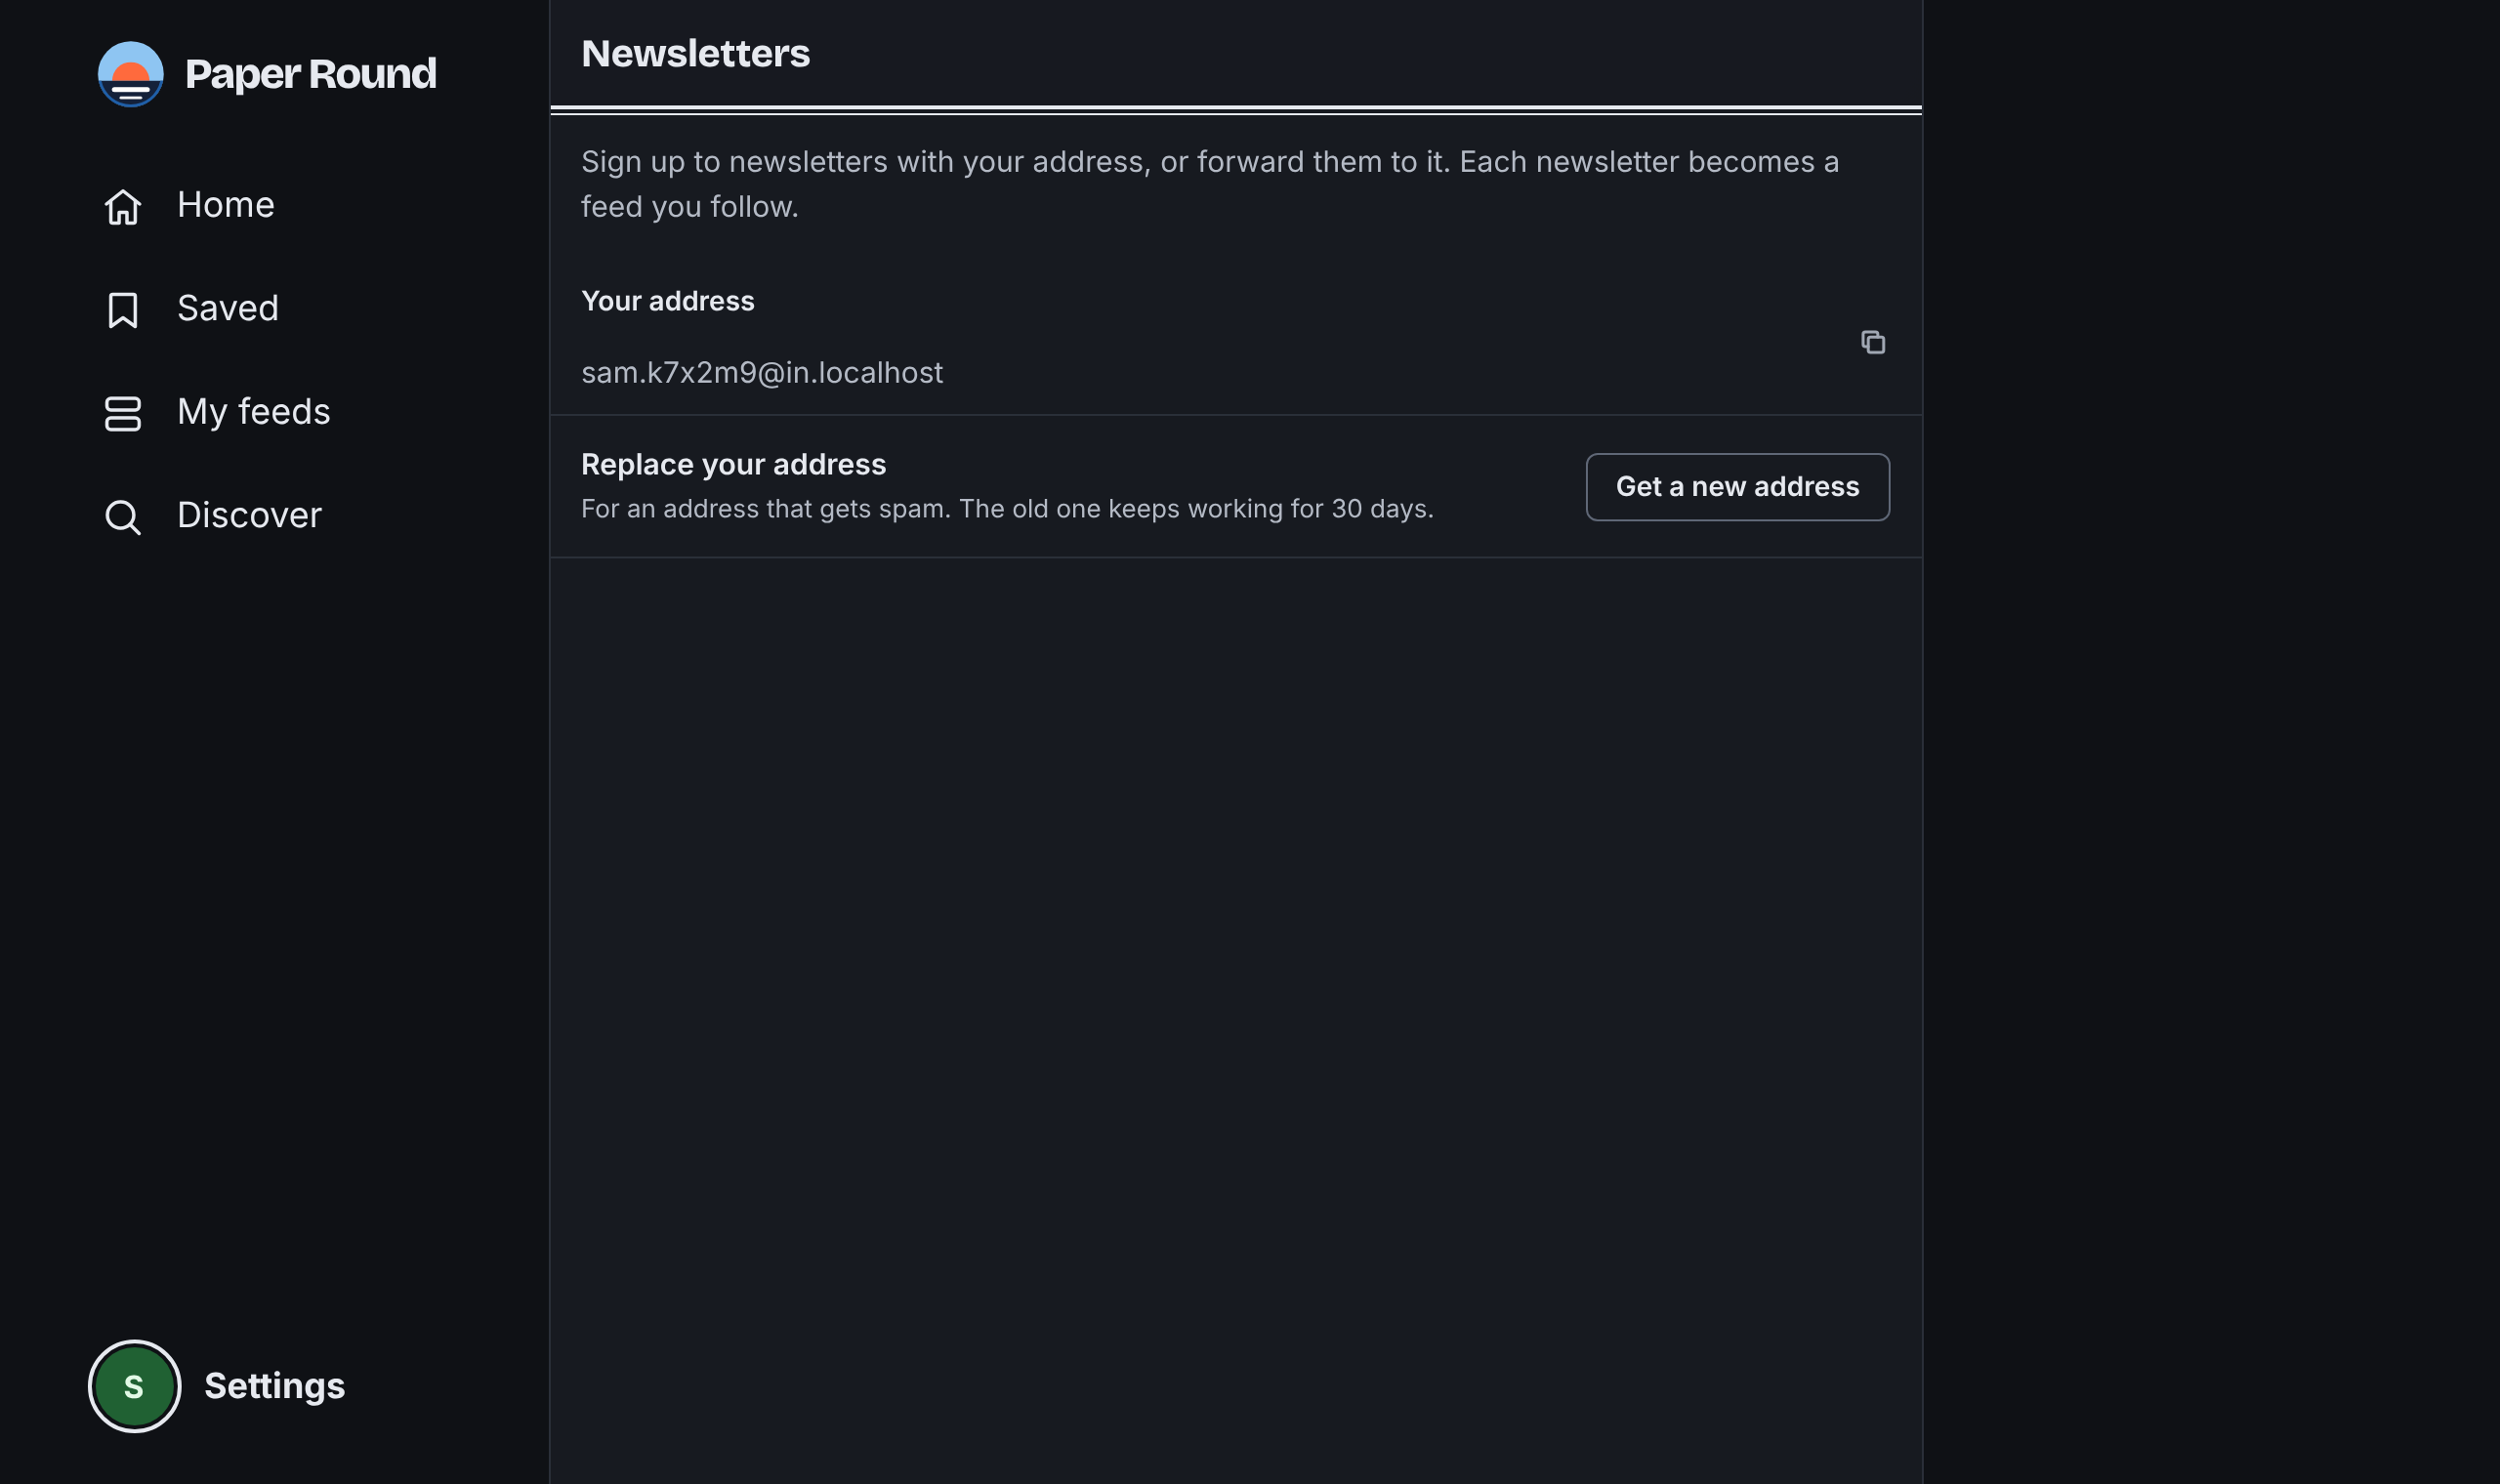 Paper Round
Home
Saved
My feeds
Discover
S
Settings
Newsletters
Sign up to newsletters with your address, or forward them to it. Each newsletter becomes a
feed you follow.
Your address
sam.k7x2m9@in.localhost
Replace your address
For an address that gets spam. The old one keeps working for 30 days.
Get a new address